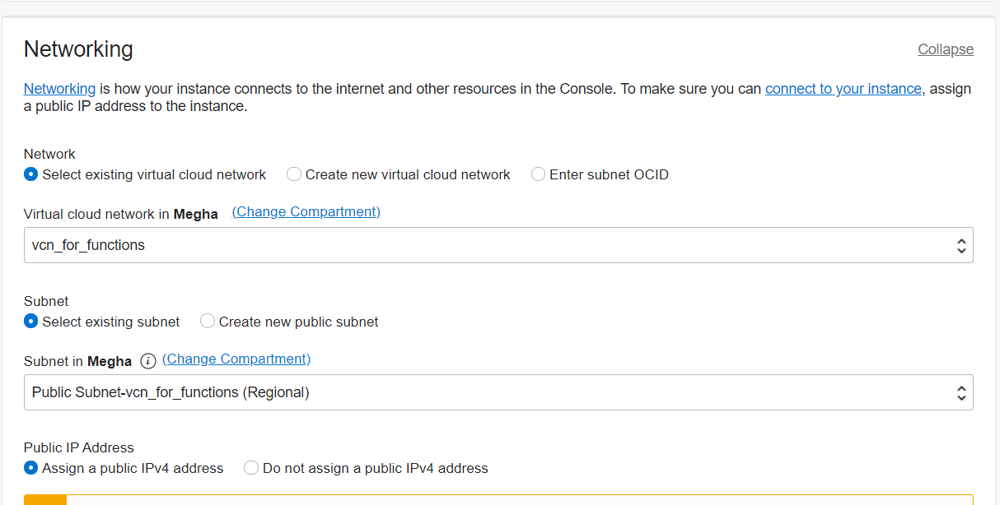 Networking
Collapse
Networking is how your instance connects to the internet and other resources in the Console. To make sure you can connect to your instance, assign
a public IP address to the instance.
Network
Select existing virtual cloud network Create new virtual cloud network Enter subnet OCID
Virtual cloud network in Megha (Change Compartment)
vcn_for_functions
Subnet
Select existing subnet Create new public subnet
Subnet in Megha i (Change Compartment)
Public Subnet-vcn_for_functions (Regional)
Public IP Address
Assign a public IPv4 address Do not assign a public IPv4 address